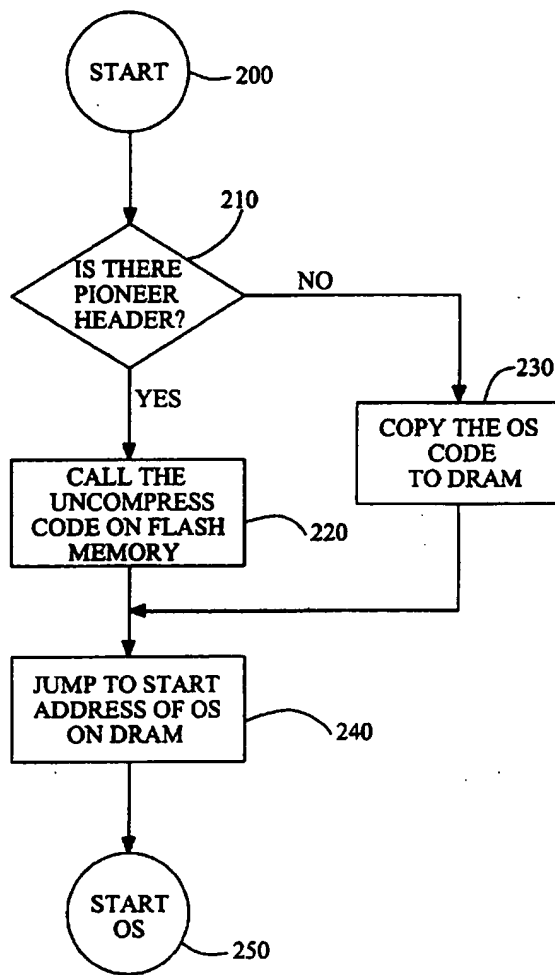 START
200
210
IS THERE
PIONEER
HEADER?
NO
YES
230
COPY THE OS
CODE
TO DRAM
CALL THE
UNCOMPRESS
CODE ON FLASH
MEMORY
220
JUMP TO START
ADDRESS OF OS
ON DRAM
240
START
OS
250